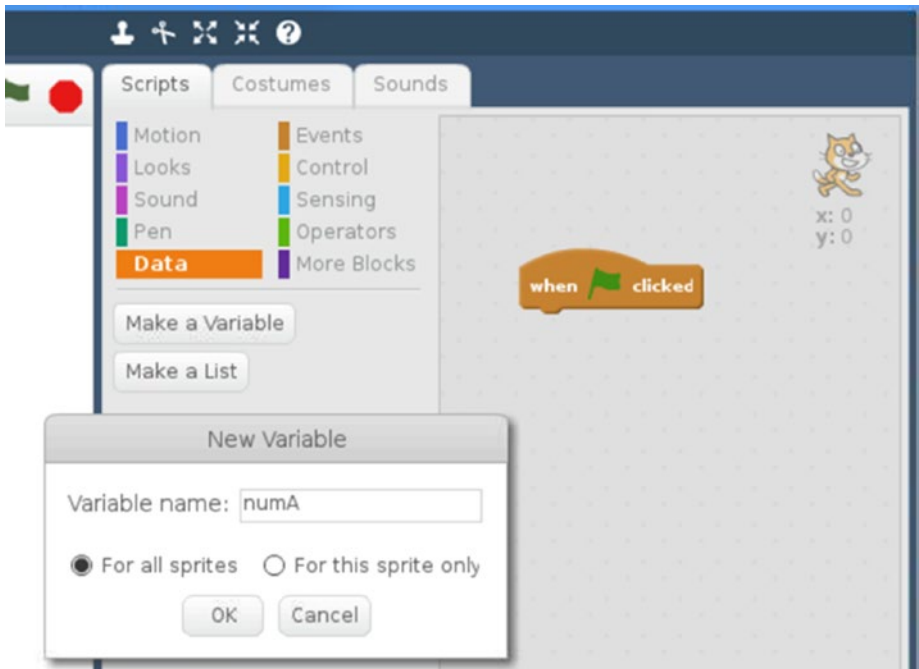 Scripts Costumes Sounds
Motion Events
Looks Control
Sound Sensing
Pen Operators
Data More Blocks
Make a Variable
Make a List
x: 0
y: 0
when clicked
New Variable
Variable name: numA
For all sprites For this sprite only
OK Cancel